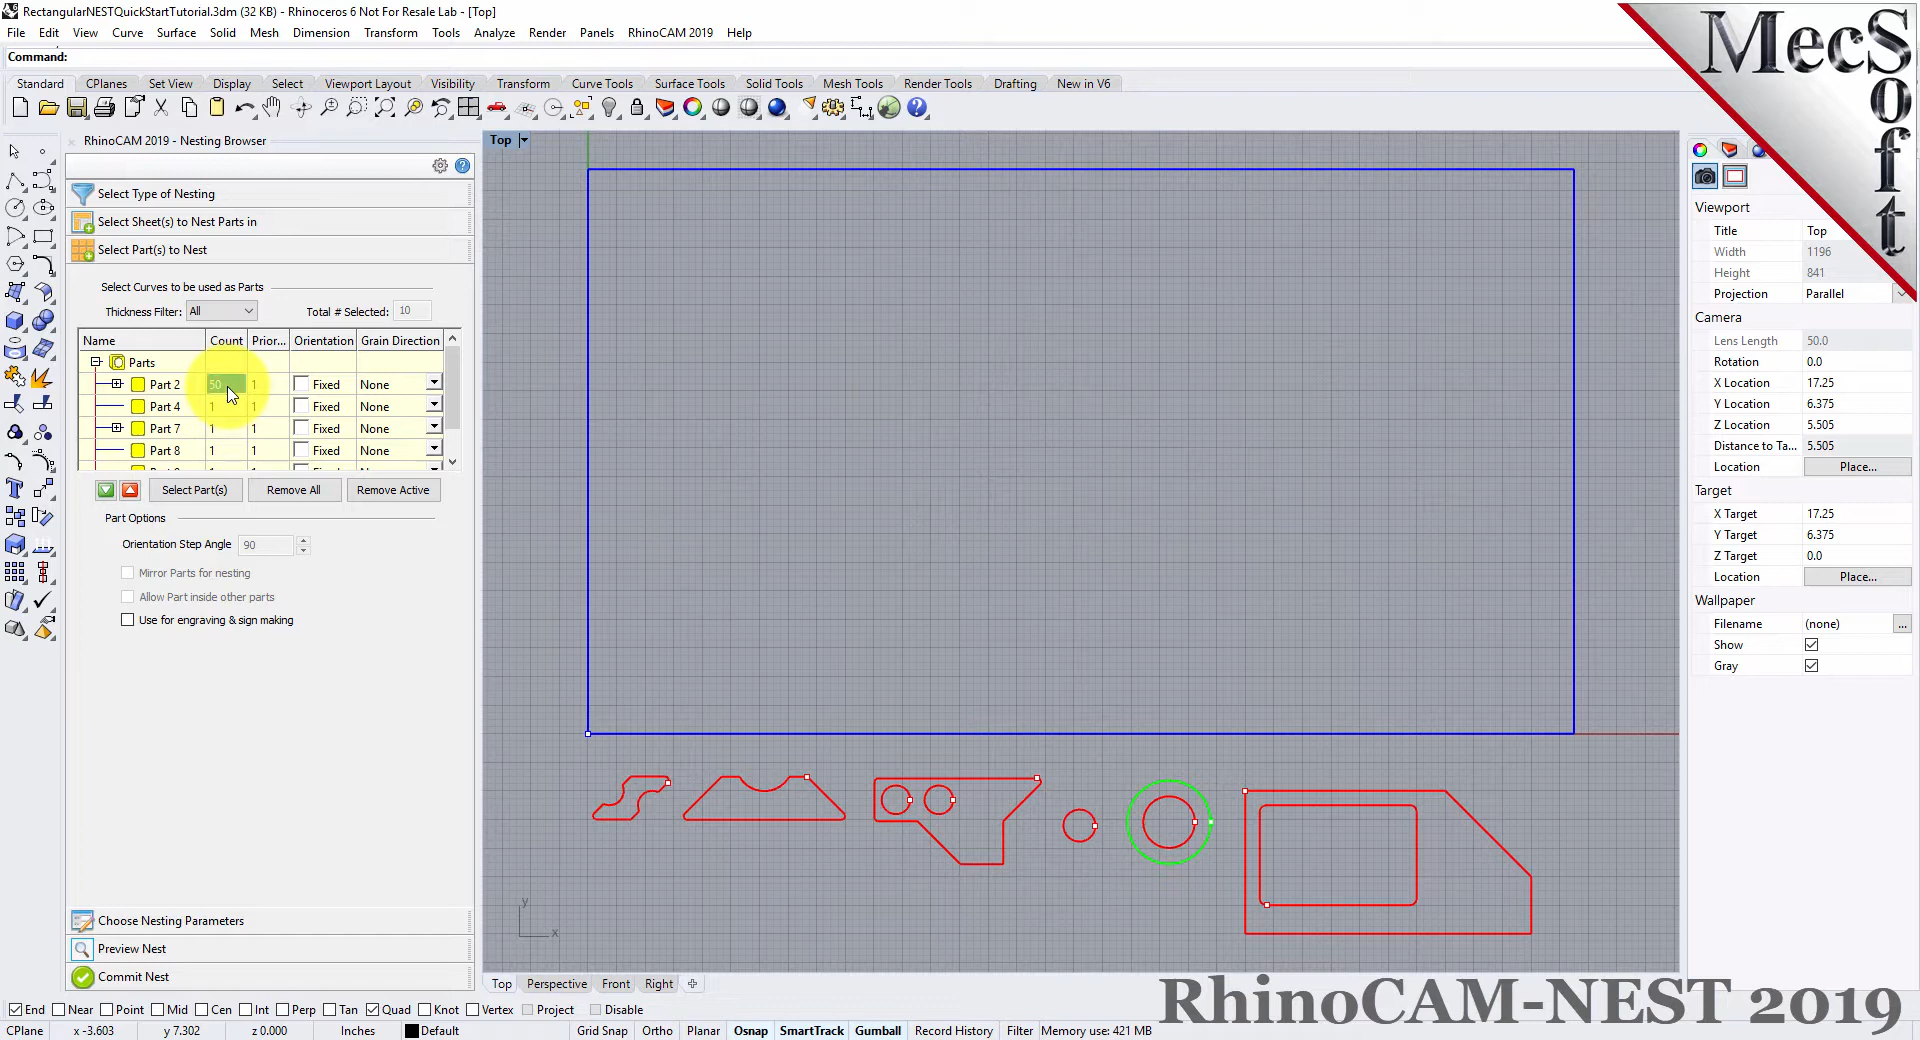 RectangularNESTQuickStartTutorial.3dm (32 KB) - Rhinoceros 6 Not For Resale Lab - [Top]
File Edit View Curve Surface Solid Mesh Dimension Transform Tools Analyze Render Panels RhinoCAM 2019 Help
Command:
Standard CPlanes Set View Display Select Viewport Layout Visibility Transform Curve Tools Surface Tools Solid Tools Mesh Tools Render Tools Drafting New in V6
MecSoft
RhinoCAM 2019 - Nesting Browser
Select Type of Nesting
Select Sheet(s) to Nest Parts in
Select Part(s) to Nest
Select Curves to be used as Parts
Thickness Filter: All Total # Selected: 10
Name Count Prior... Orientation Grain Direction
Parts
Part 2 50 1 Fixed None
Part 4 1 1 Fixed None
Part 7 1 1 Fixed None
Part 8 1 1 Fixed None
Select Part(s) Remove All Remove Active
Part Options
Orientation Step Angle 90
Mirror Parts for nesting
Allow Part inside other parts
Use for engraving & sign making
Choose Nesting Parameters
Preview Nest
Commit Nest
Top
y
x
Top Perspective Front Right
Viewport
Title Top
Width 1196
Height 841
Projection Parallel
Camera
Lens Length 50.0
Rotation 0.0
X Location 17.25
Y Location 6.375
Z Location 5.505
Distance to Ta... 5.505
Location Place...
Target
X Target 17.25
Y Target 6.375
Z Target 0.0
Location Place...
Wallpaper
Filename (none) ...
Show
Gray
RhinoCAM-NEST 2019
End Near Point Mid Cen Int Perp Tan Quad Knot Vertex Project Disable
CPlane x -3.603 y 7.302 z 0.000 Inches Default Grid Snap Ortho Planar Osnap SmartTrack Gumball Record History Filter Memory use: 421 MB